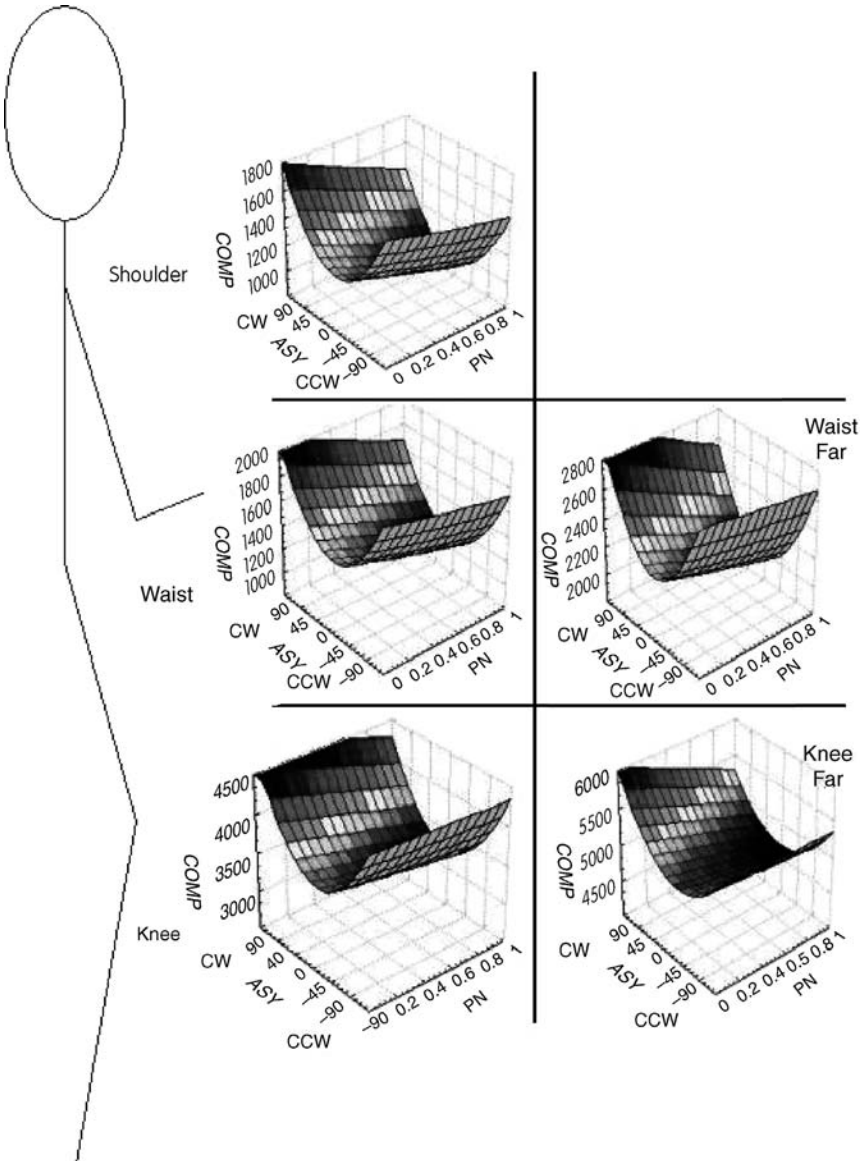 Shoulder
COMP
1800
1600
1400
1200
1000
CW
90
45
0
-45
-90
ASY
CCW
0 0.2 0.4 0.6 0.8 1
PN
Waist
COMP
2000
1800
1600
1400
1200
1000
CW
90
45
0
-45
-90
ASY
CCW
0 0.2 0.4 0.6 0.8 1
PN
Waist
Far
COMP
2800
2600
2400
2200
2000
CW
90
45
0
-45
-90
ASY
CCW
0 0.2 0.4 0.6 0.8 1
PN
Knee
COMP
4500
4000
3500
3000
CW
90
40
0
-45
-90
ASY
CCW
-90 0.2 0.4 0.6 0.8 1
PN
Knee
Far
COMP
6000
5500
5000
4500
CW
90
45
0
-45
-90
ASY
CCW
0 0.2 0.4 0.5 0.8 1
PN